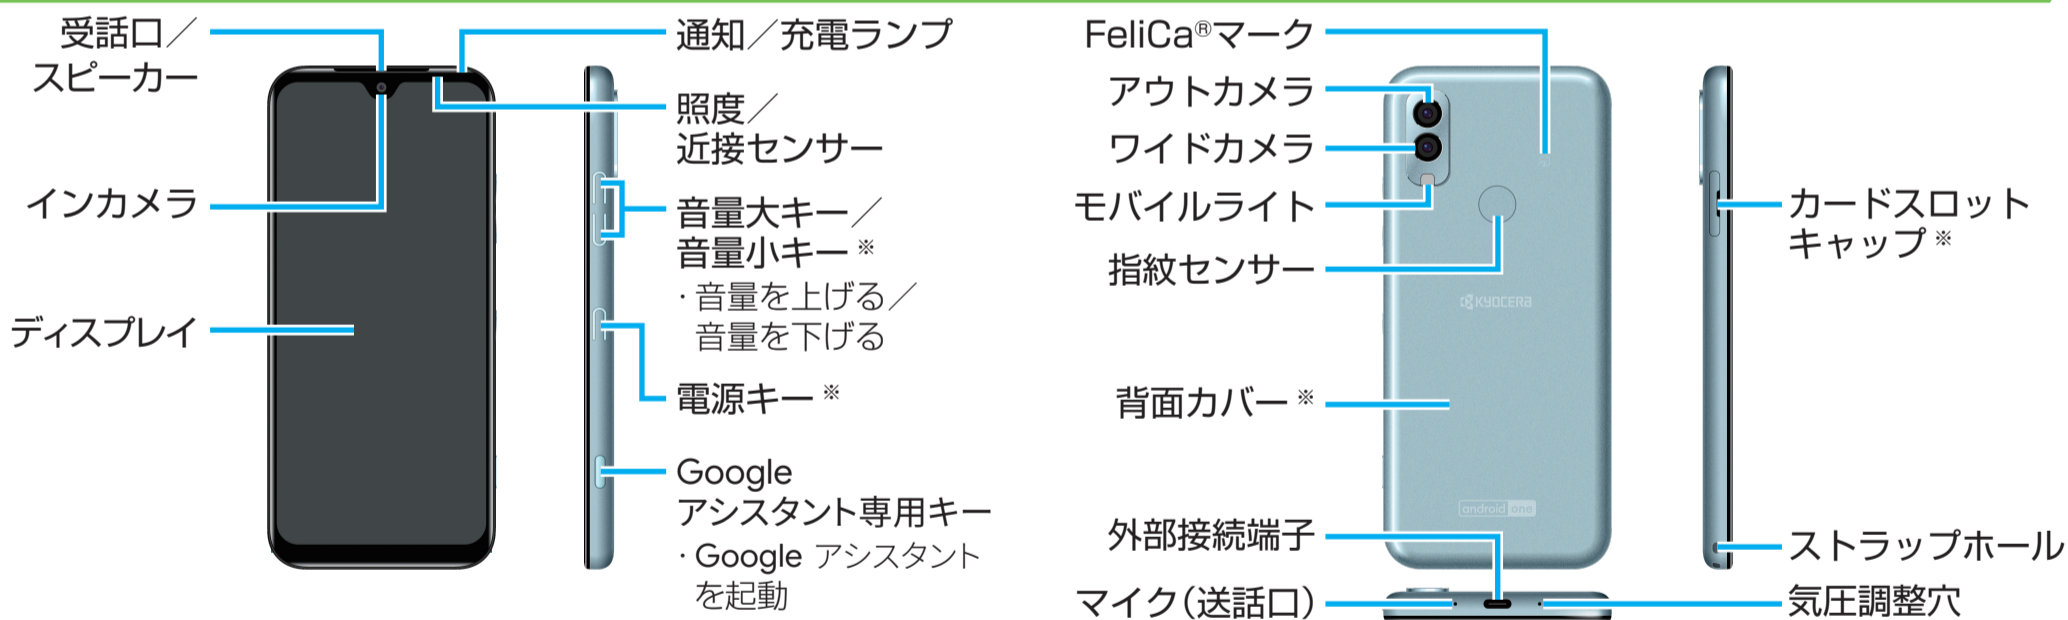 受話口／
スピーカー
インカメラ
ディスプレイ
通知／充電ランプ
照度／
近接センサー
音量大キー／
音量小キー※
・音量を上げる／
音量を下げる
電源キー※
Google
アシスタント専用キー
・Google アシスタント
を起動
FeliCa®マーク
アウトカメラ
ワイドカメラ
モバイルライト
指紋センサー
背面カバー※
外部接続端子
マイク（送話口）
KYOCERA
android one
カードスロット
キャップ※
ストラップホール
気圧調整穴